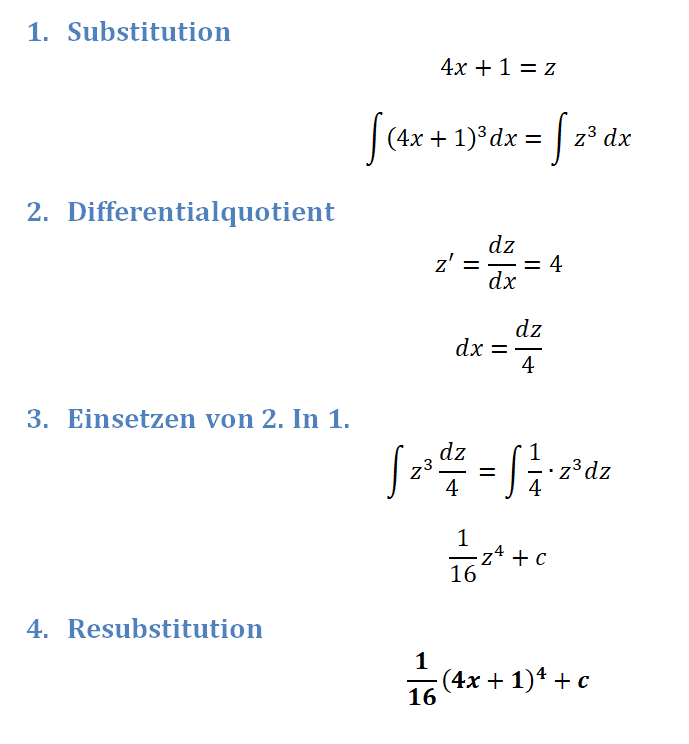 1. Substitution
4x + 1 = z
∫(4x + 1)³dx = ∫ z³ dx
2. Differentialquotient
z' = dz/dx = 4
dx = dz/4
3. Einsetzen von 2. In 1.
∫ z³ dz/4 = ∫ 1/4 · z³dz
1/16 z⁴ + c
4. Resubstitution
1/16 (4x + 1)⁴ + c